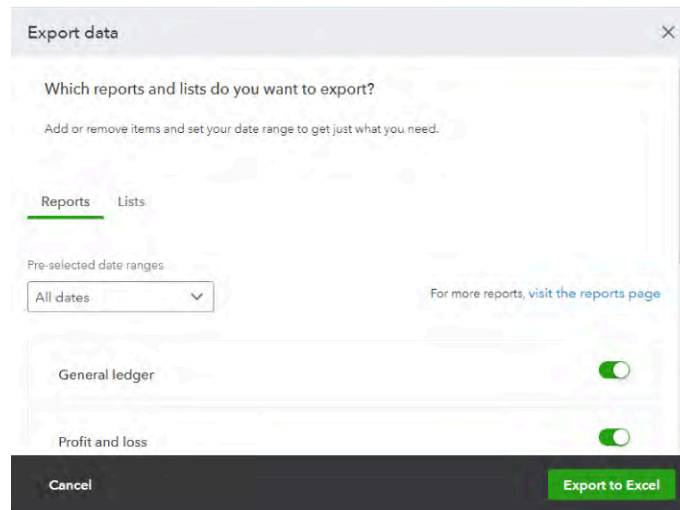 Export data
Which reports and lists do you want to export?
Add or remove items and set your date range to get just what you need.
Reports Lists
Pre-selected date ranges
All dates
For more reports, visit the reports page
General ledger
Profit and loss
Cancel Export to Excel